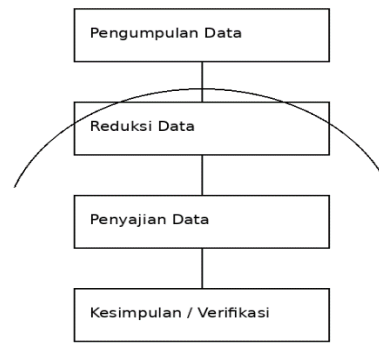 Pengumpulan Data
Reduksi Data
Penyajian Data
Kesimpulan / Verifikasi